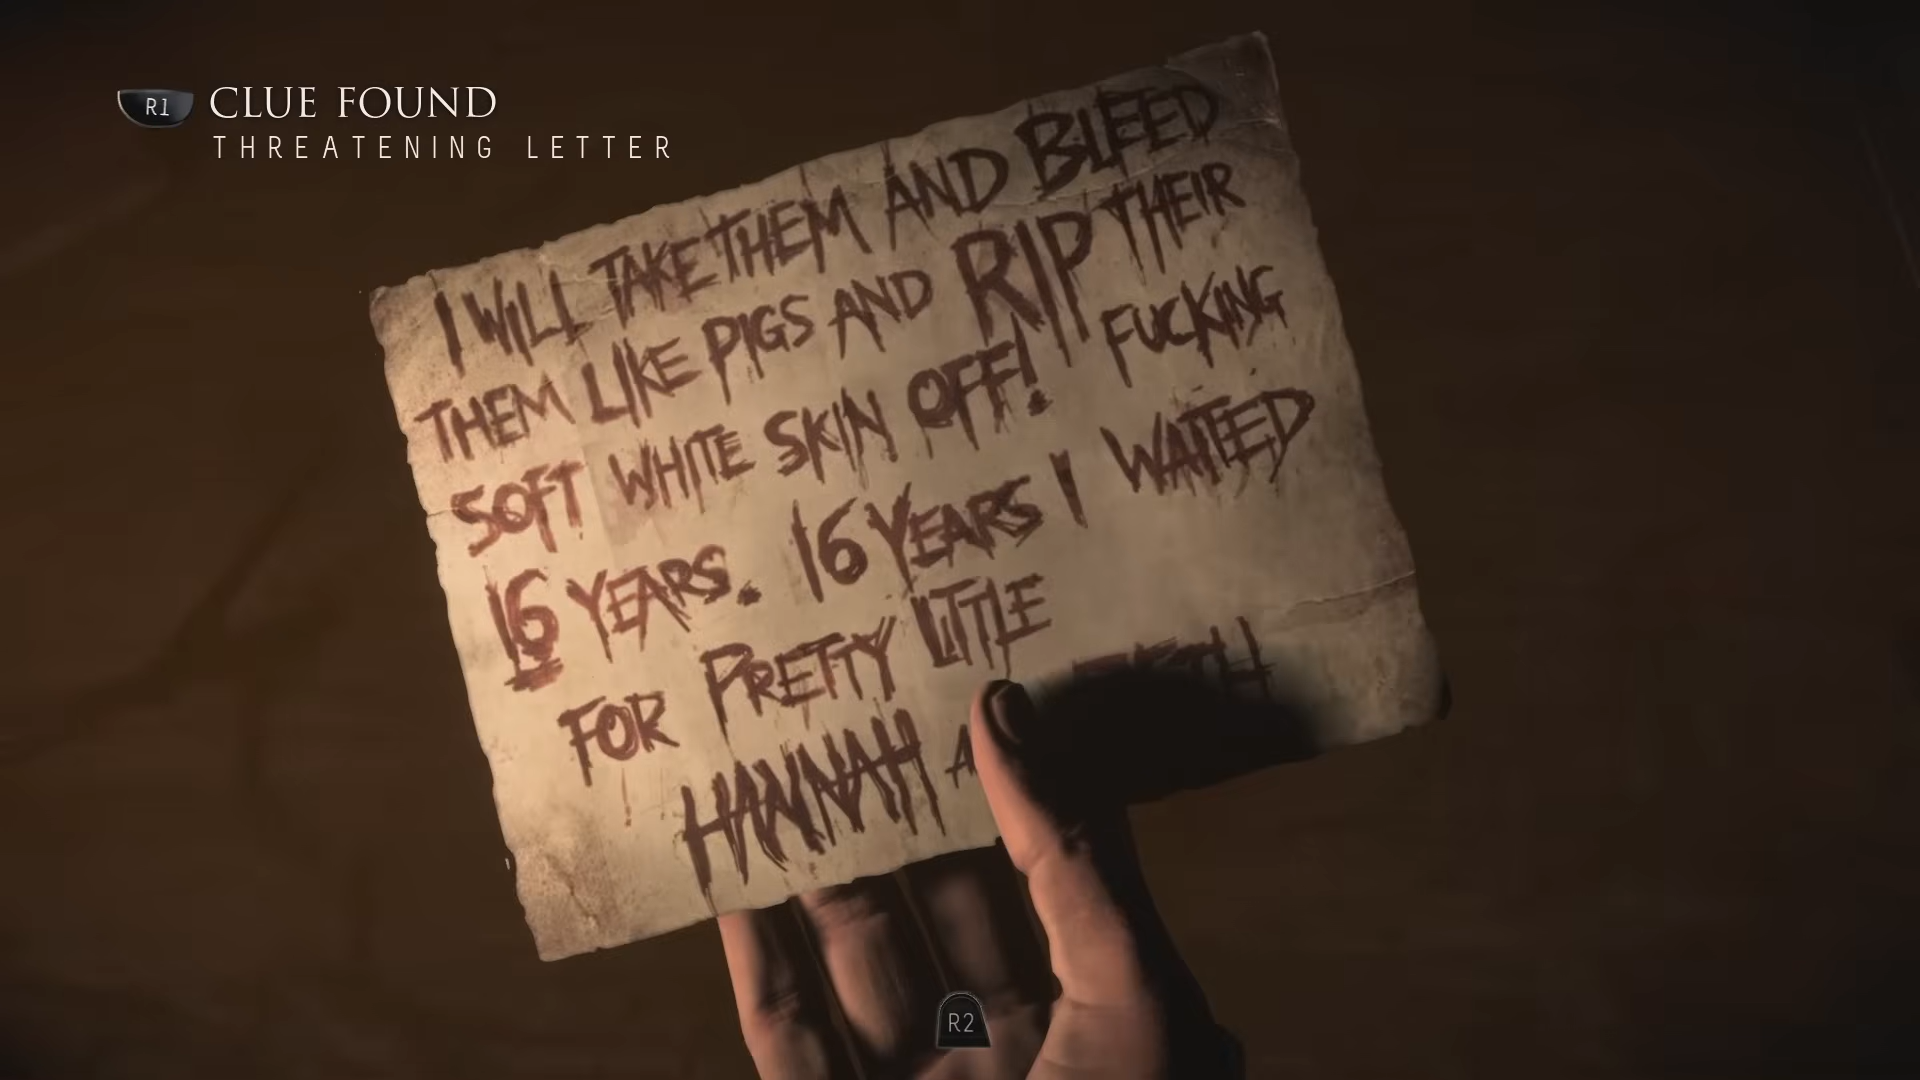 R1 CLUE FOUND
THREATENING LETTER
I WILL TAKE THEM AND BLEED
THEM LIKE PIGS AND RIP THEIR
SOFT WHITE SKIN OFF! FUCKING
16 YEARS. 16 YEARS I WAITED
FOR PRETTY LITTLE
HANNAH
R2